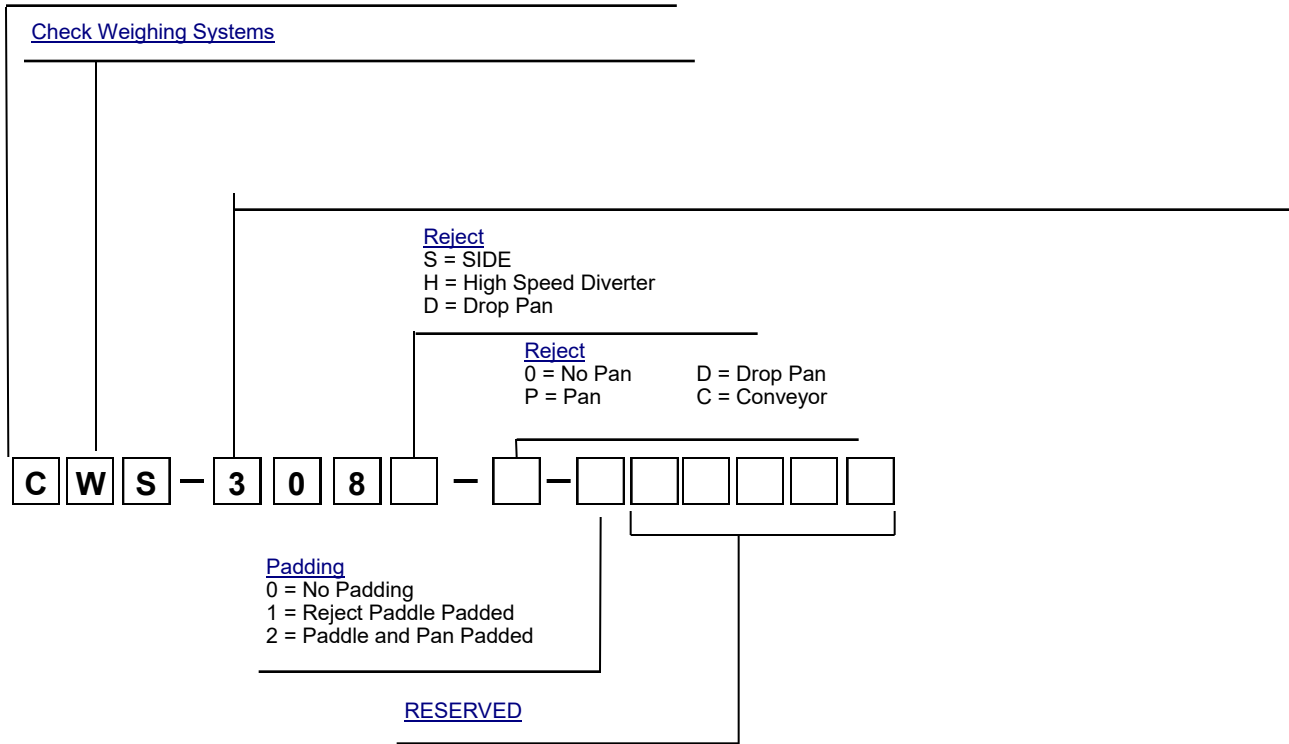 Check Weighing Systems
Reject
S = SIDE
H = High Speed Diverter
D = Drop Pan
Reject
0 = No Pan D = Drop Pan
P = Pan C = Conveyor
C W S – 3 0 8 – –
Padding
0 = No Padding
1 = Reject Paddle Padded
2 = Paddle and Pan Padded
RESERVED